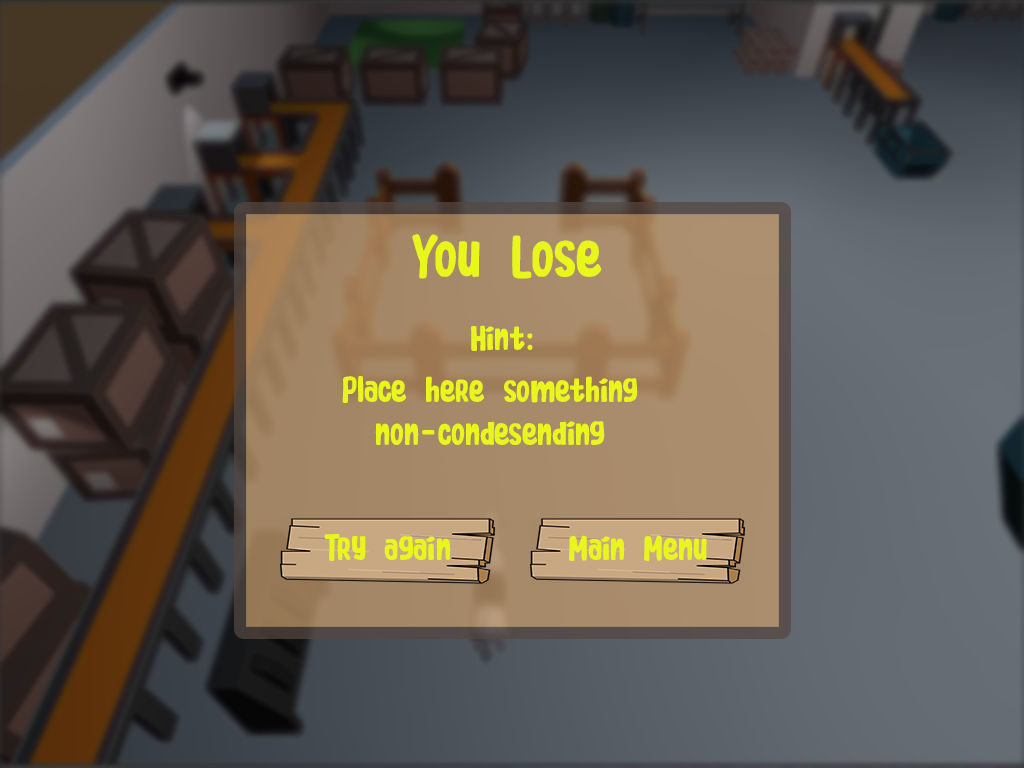 You Lose
Hint:
Place here something
non-condesending
Try again
Main Menu